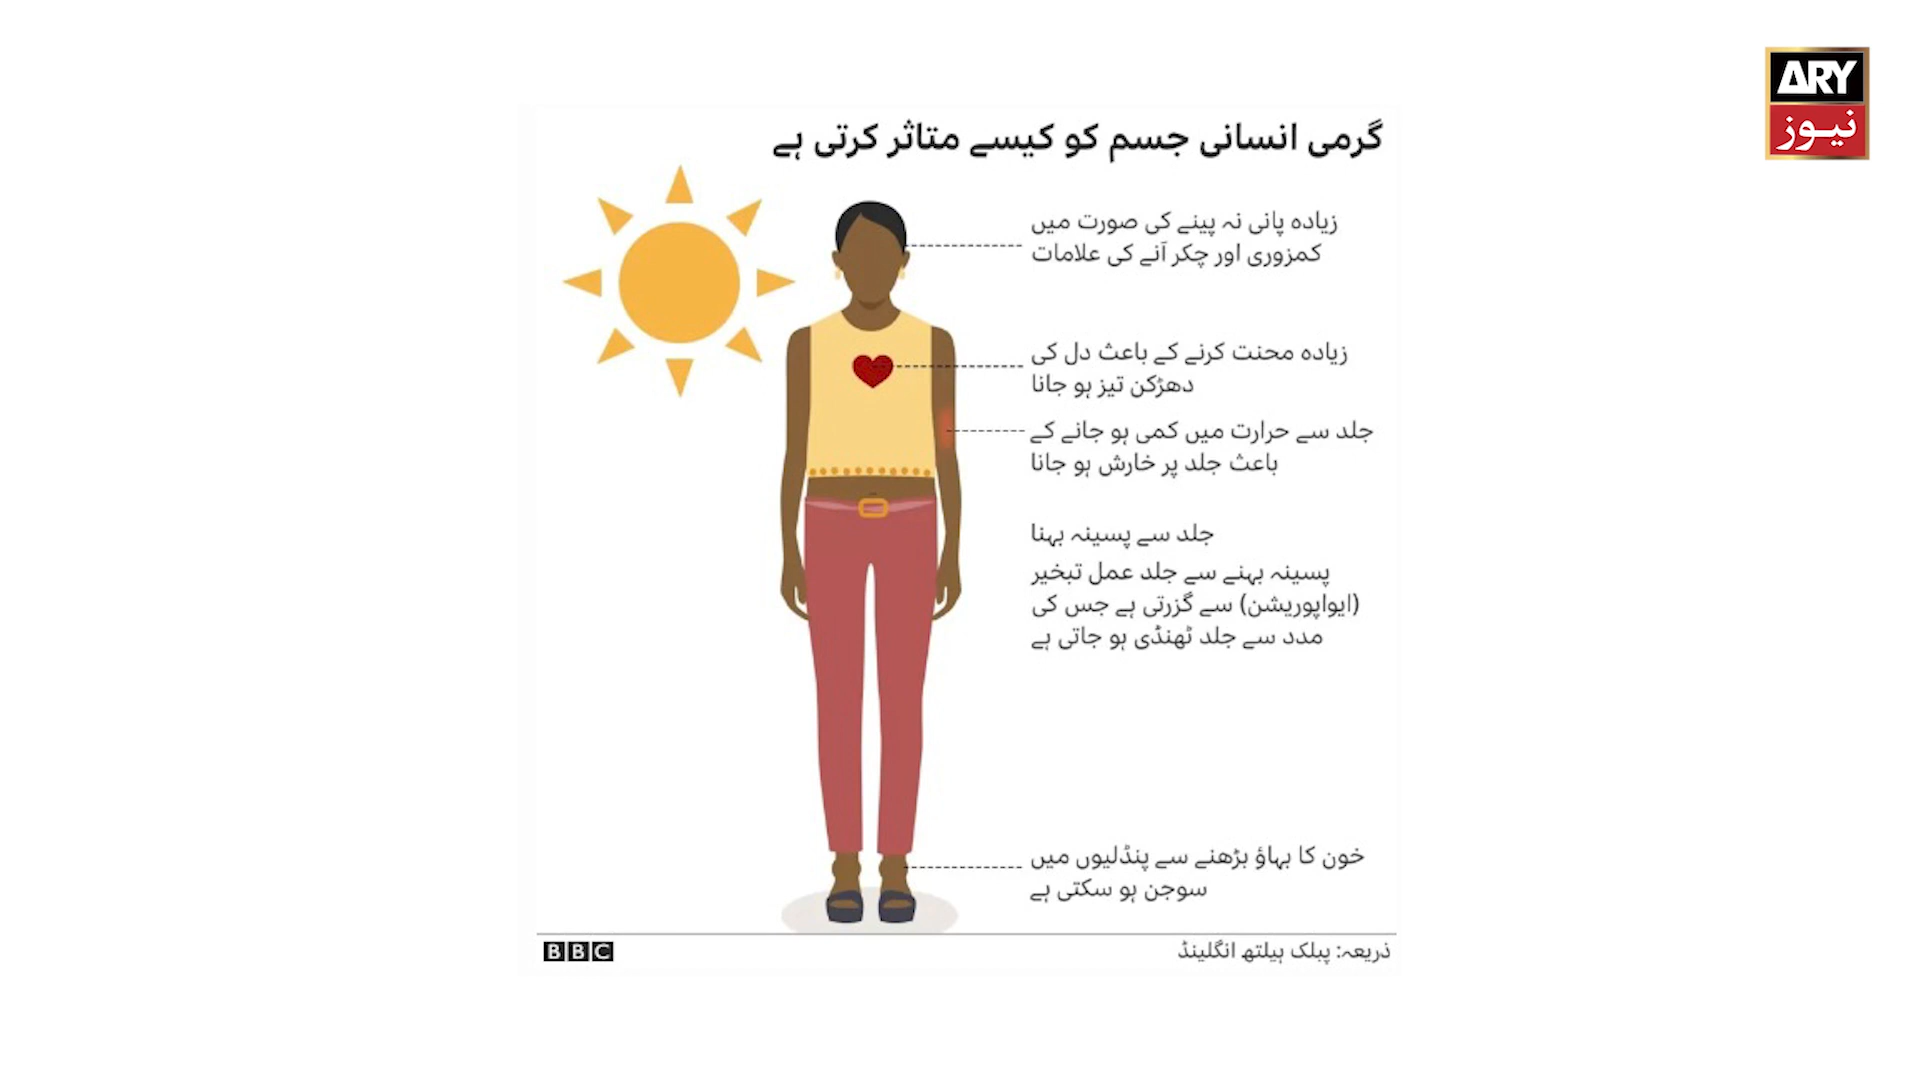 ARY
نیوز
گرمی انسانی جسم کو کیسے متاثر کرتی ہے
زیادہ پانی نہ پینے کی صورت میں
کمزوری اور چکر آنے کی علامات
زیادہ محنت کرنے کے باعث دل کی
دھڑکن تیز ہو جانا
جلد سے حرارت میں کمی ہو جانے کے
باعث جلد پر خارش ہو جانا
جلد سے پسینہ بہنا
پسینہ بہنے سے جلد عمل تبخیر
(ایواپوریشن) سے گزرتی ہے جس کی
مدد سے جلد ٹھنڈی ہو جاتی ہے
خون کا بہاؤ بڑھنے سے پنڈلیوں میں
سوجن ہو سکتی ہے
ذریعہ: پبلک ہیلتھ انگلینڈ
BBC